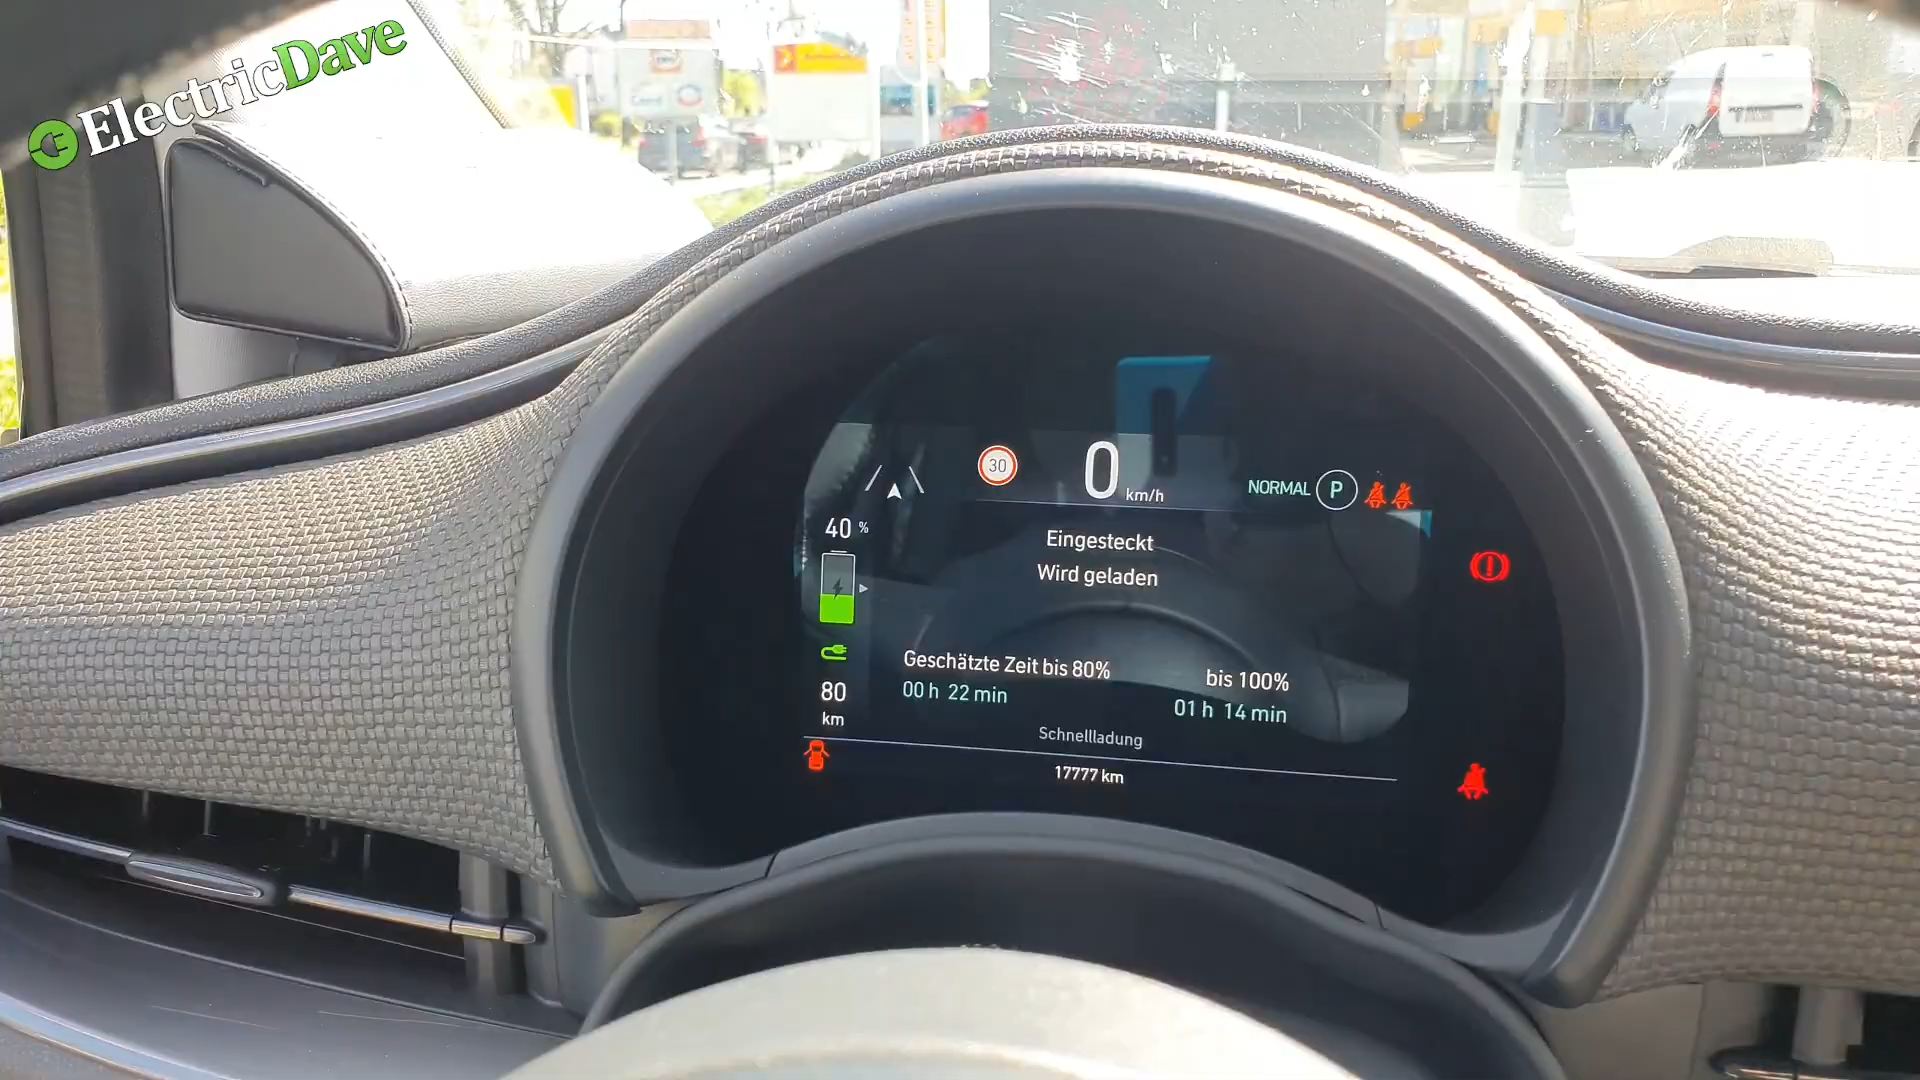 ElectricDave
30
0 km/h
NORMAL P
40 %
Eingesteckt
Wird geladen
Geschätzte Zeit bis 80%
bis 100%
00 h 22 min
01 h 14 min
80
km
Schnellladung
17777 km